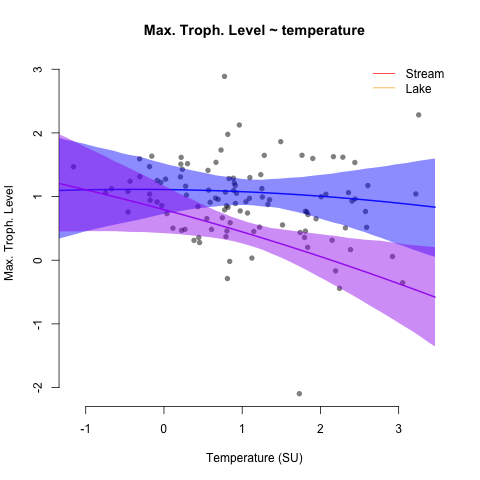 Max. Troph. Level ~ temperature
Stream
Lake
3
2
1
0
-1
-2
Max. Troph. Level
-1
0
1
2
3
Temperature (SU)